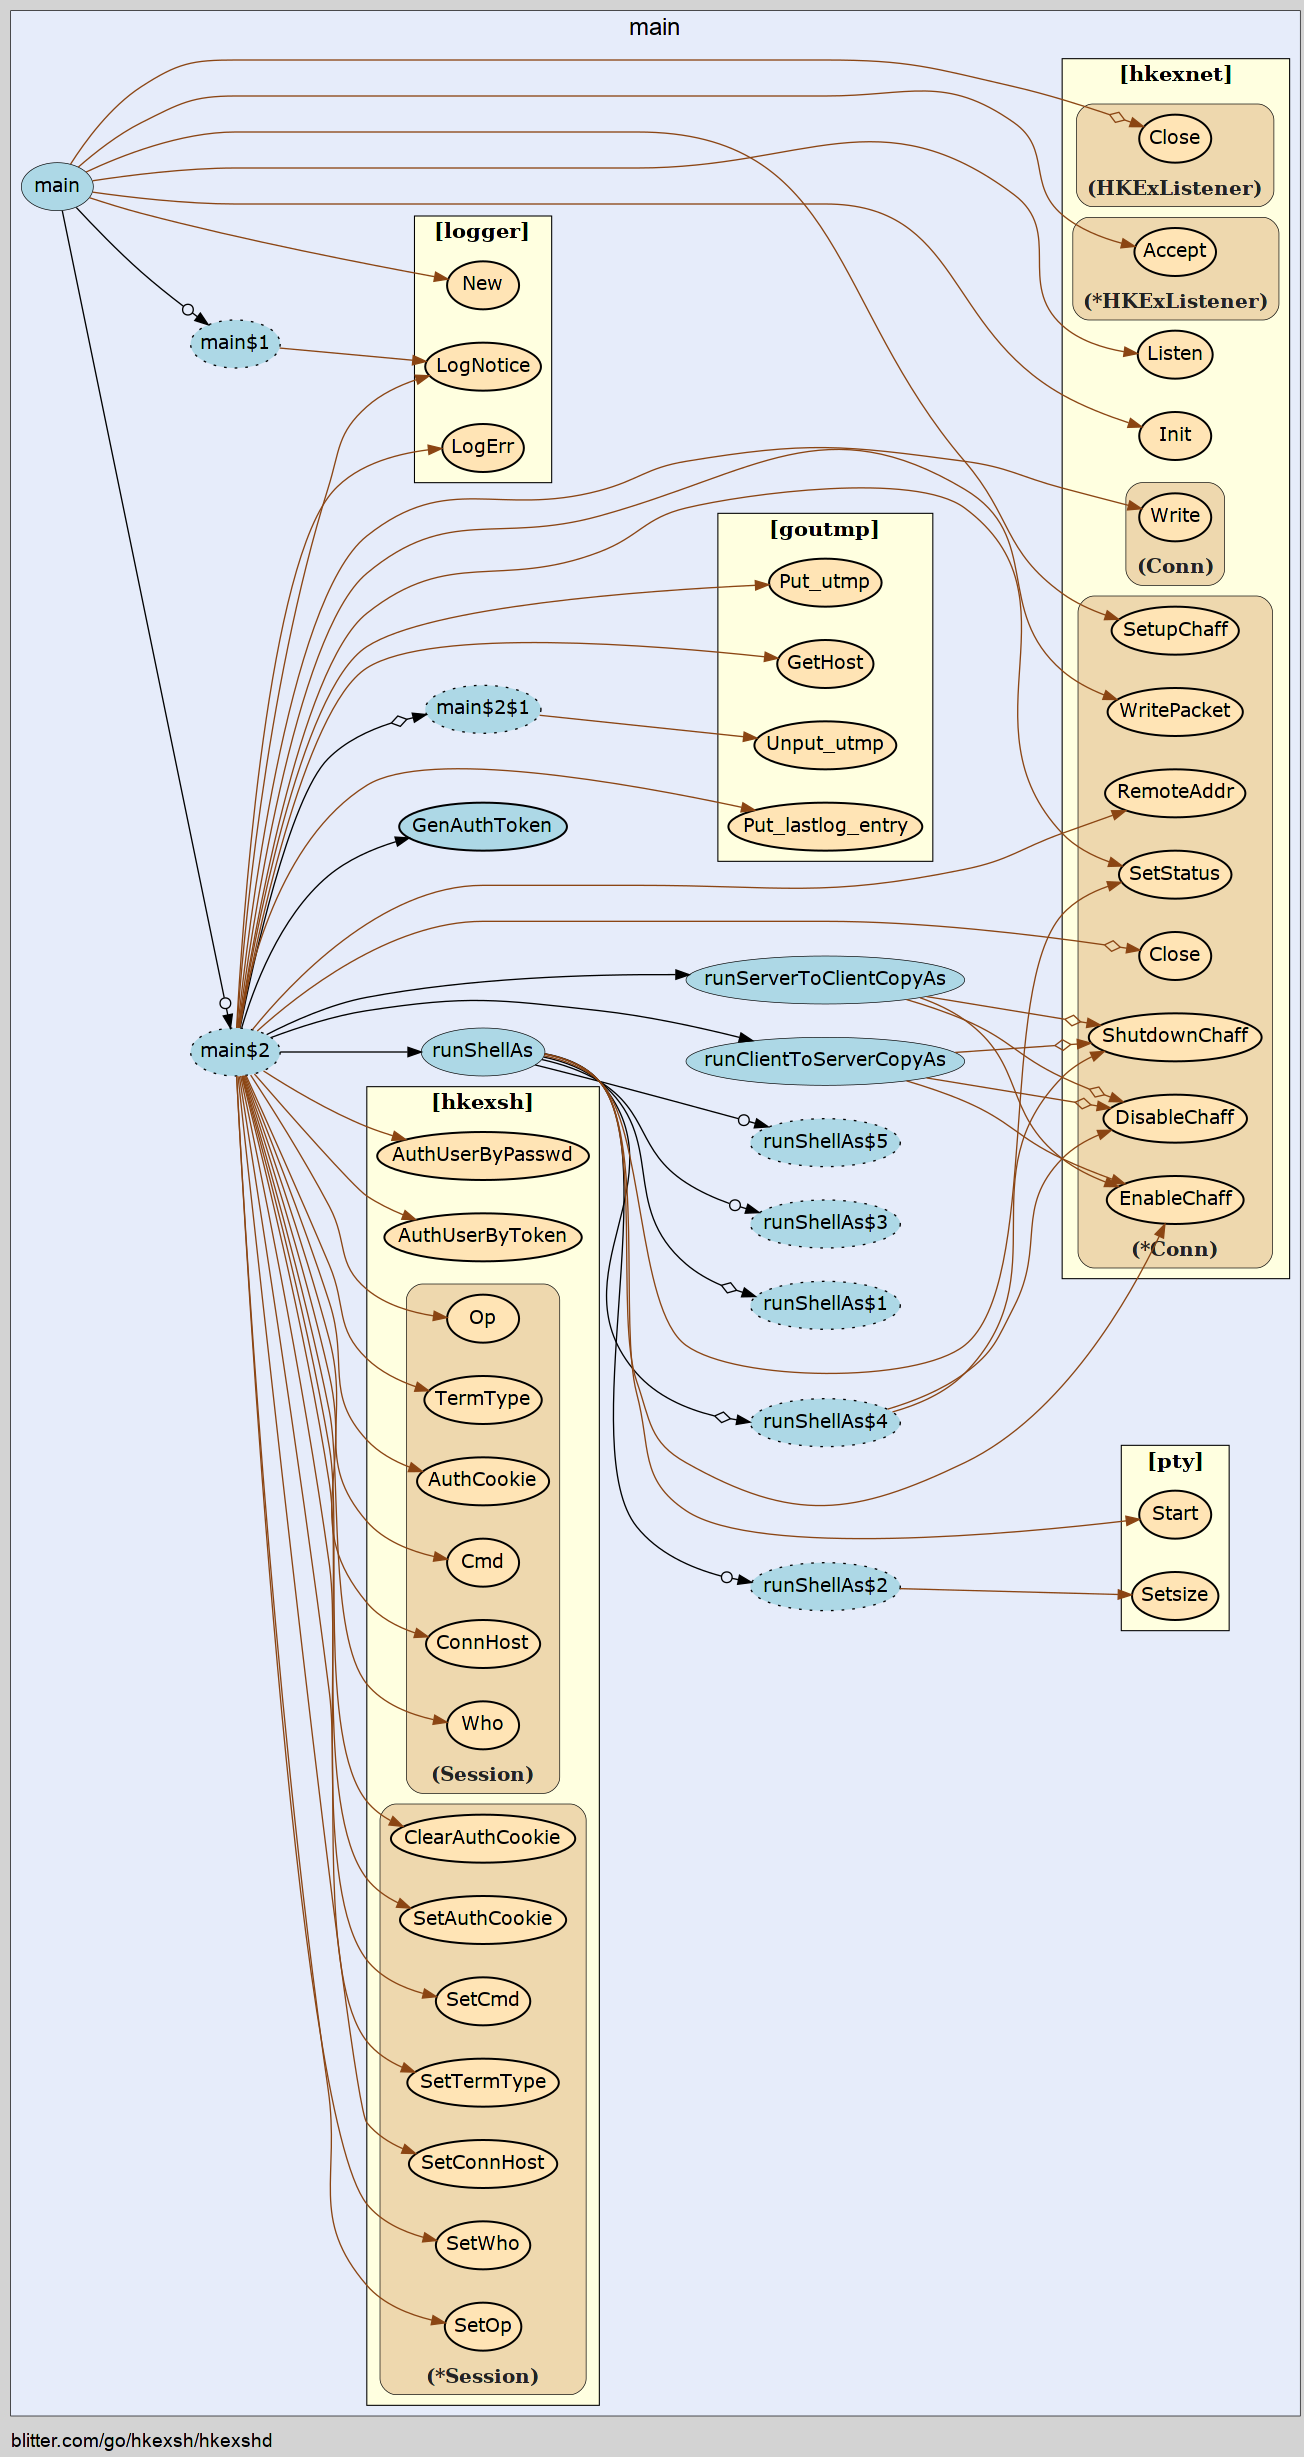 main
main
[logger]
New
main$1
LogNotice
LogErr
[hkexnet]
Close
(HKExListener)
Accept
(*HKExListener)
Listen
Init
Write
(Conn)
SetupChaff
WritePacket
RemoteAddr
SetStatus
Close
ShutdownChaff
DisableChaff
EnableChaff
(*Conn)
[goutmp]
Put_utmp
GetHost
main$2$1
Unput_utmp
GenAuthToken
Put_lastlog_entry
main$2
runShellAs
runServerToClientCopyAs
runClientToServerCopyAs
runShellAs$5
runShellAs$3
runShellAs$1
runShellAs$4
runShellAs$2
[pty]
Start
Setsize
[hkexsh]
AuthUserByPasswd
AuthUserByToken
Op
TermType
AuthCookie
Cmd
ConnHost
Who
(Session)
ClearAuthCookie
SetAuthCookie
SetCmd
SetTermType
SetConnHost
SetWho
SetOp
(*Session)
blitter.com/go/hkexsh/hkexshd